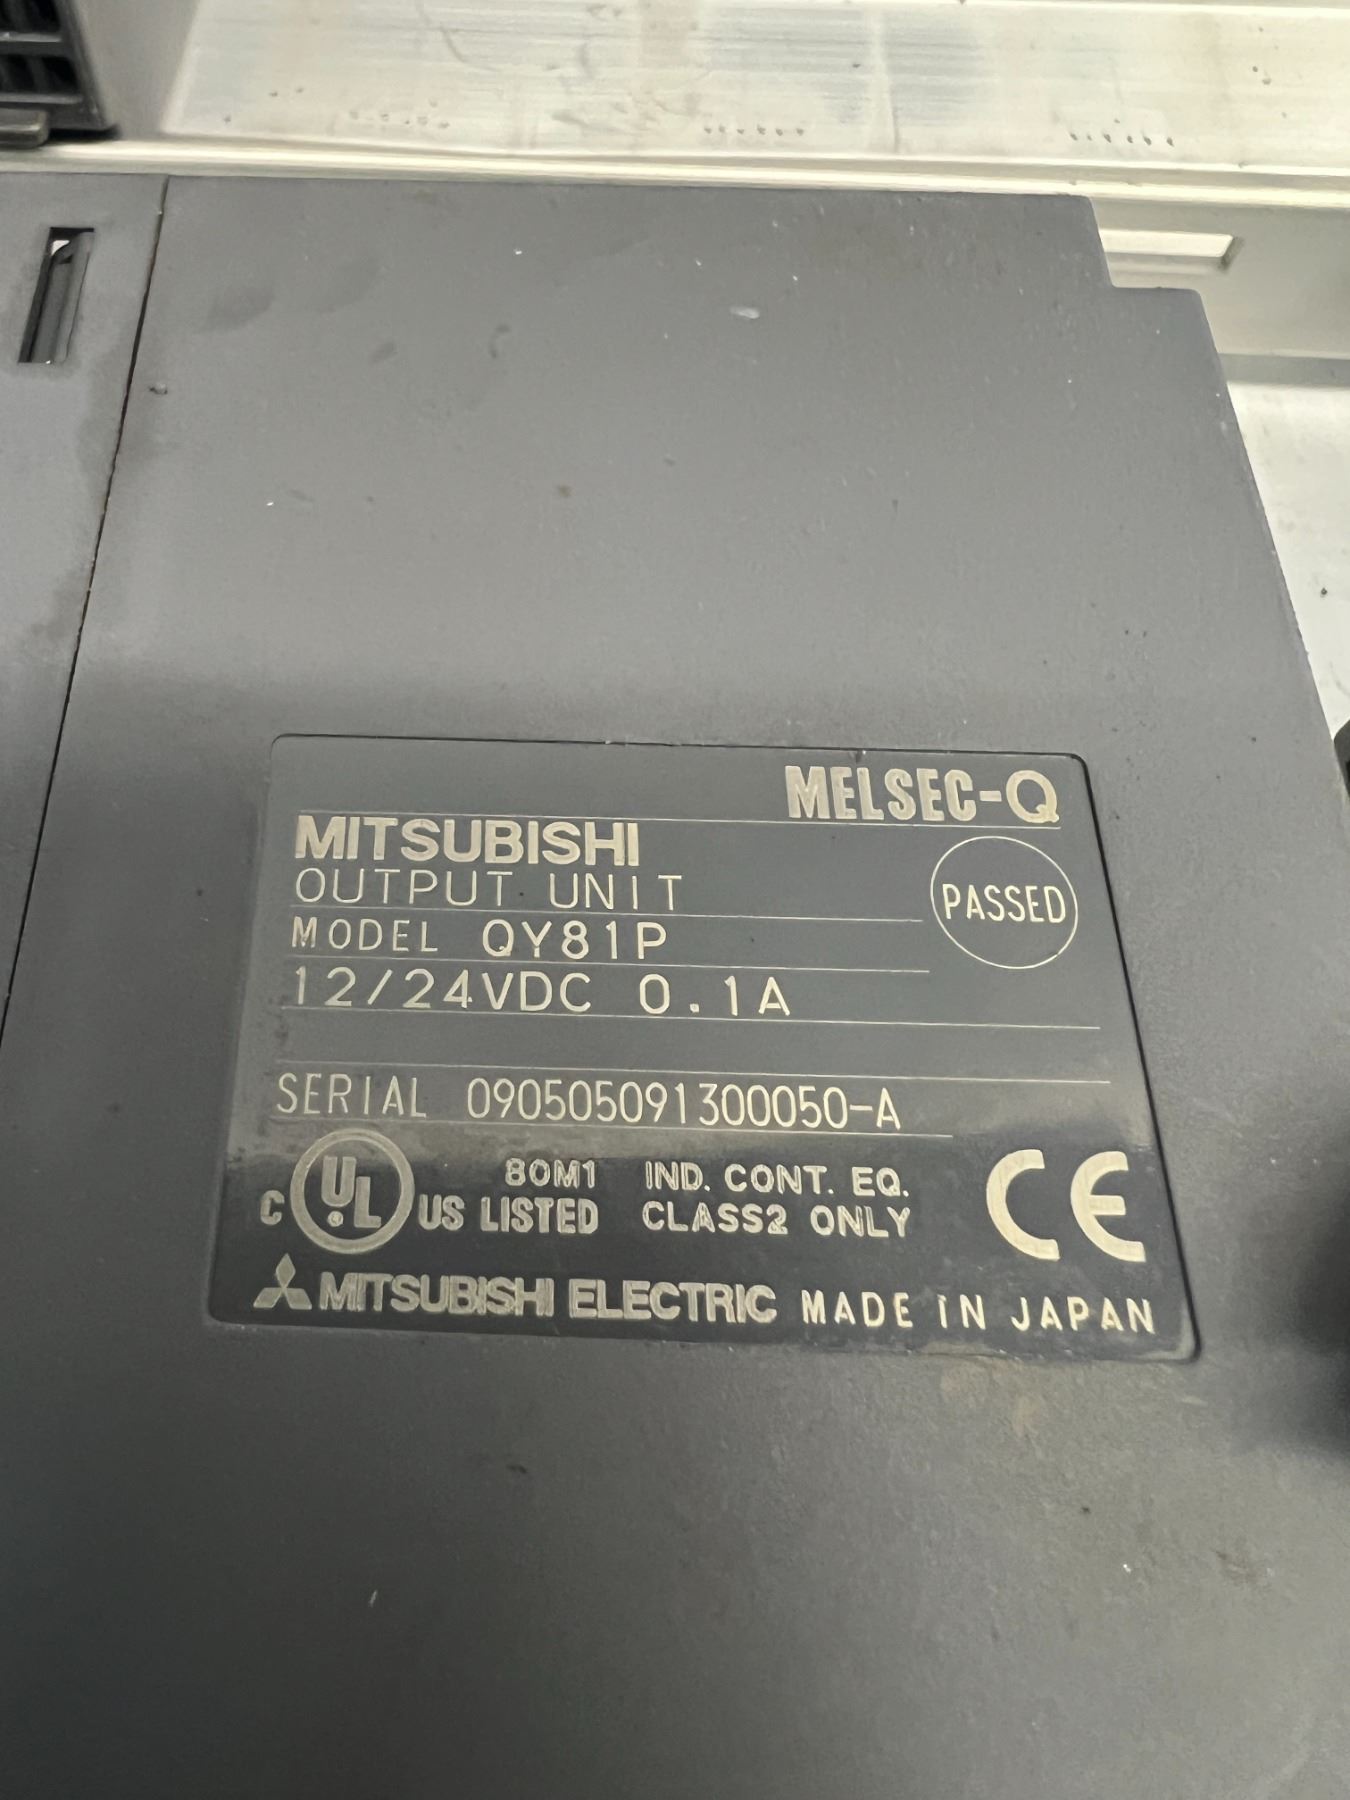 MELSEC-Q
MITSUBISHI
OUTPUT UNIT
PASSED
MODEL QY81P
12/24VDC 0.1A
SERIAL 090505091300050-A
C UL US LISTED 80M1 IND. CONT. EQ.
CLASS2 ONLY
CE
MITSUBISHI ELECTRIC MADE IN JAPAN